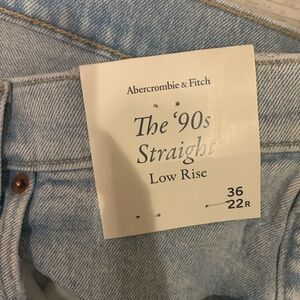 Abercrombie & Fitch
The ‘90s
Straight
Low Rise
36
22R